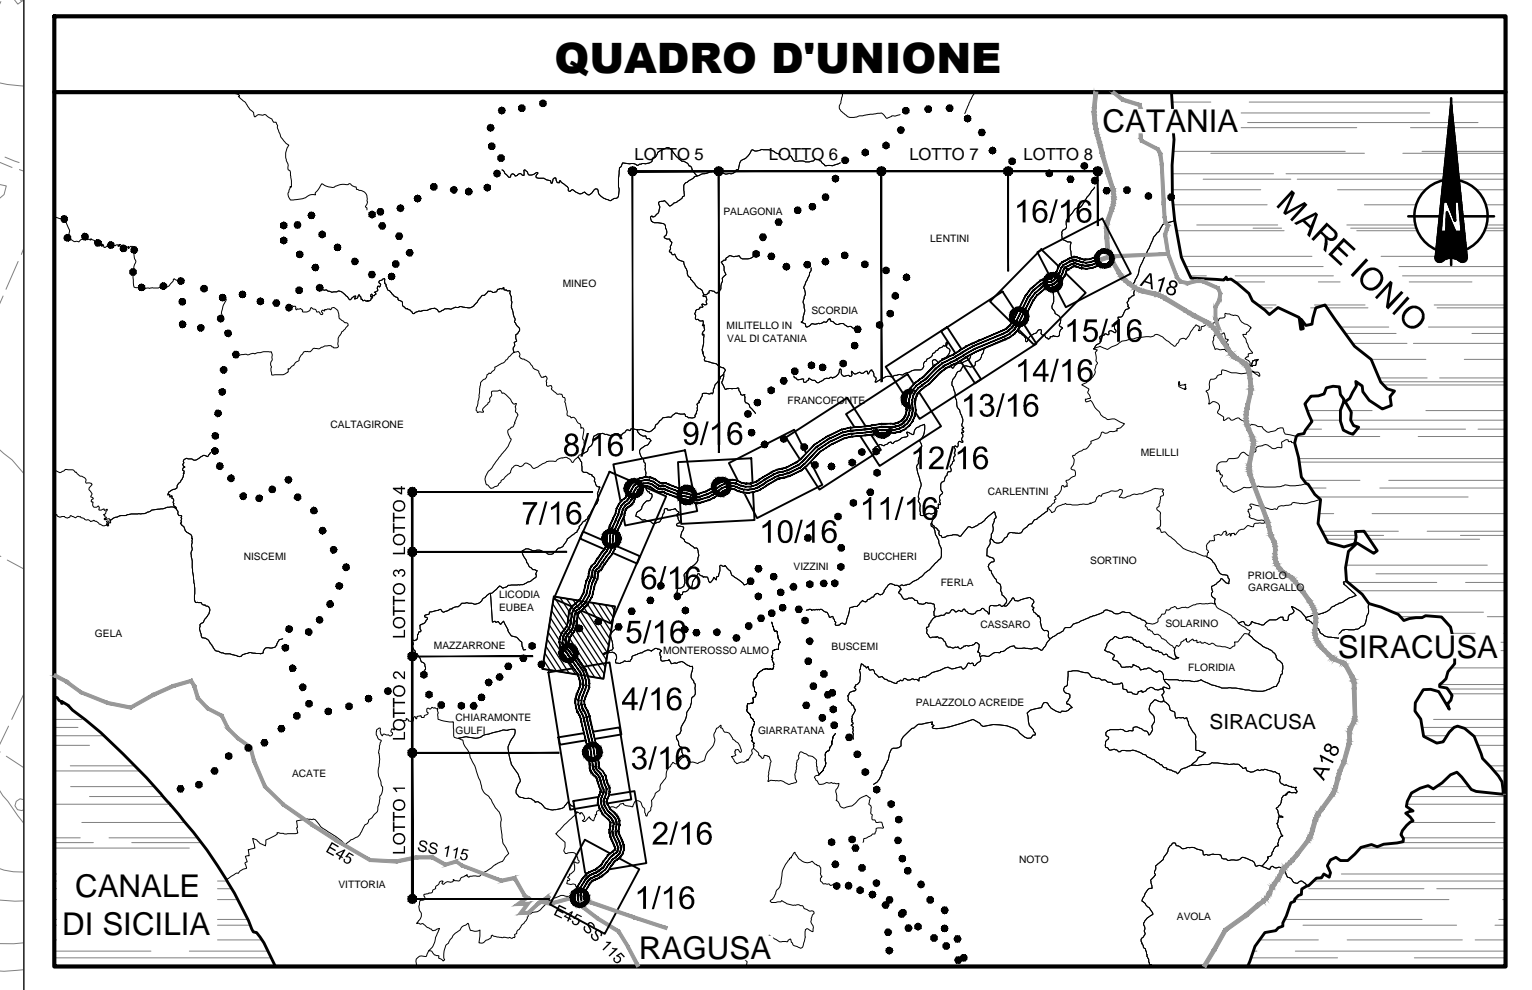 QUADRO D'UNIONE
CATANIA
LOTTO 5
LOTTO 6
LOTTO 7
LOTTO 8
MARE IONIO
N
PALAGONIA
16/16
LENTINI
MINEO
A18
SCORDIA
MILITELLO IN
VAL DI CATANIA
15/16
14/16
FRANCOFONTE
13/16
CALTAGIRONE
8/16
9/16
12/16
MELILLI
CARLENTINI
LOTTO 4
7/16
11/16
10/16
NISCEMI
VIZZINI
BUCCHERI
SORTINO
FERLA
PRIOLO
GARGALLO
6/16
LOTTO 3
LICODIA
EUBEA
GELA
5/16
CASSARO
SOLARINO
MAZZARRONE
MONTEROSSO ALMO
BUSCEMI
SIRACUSA
FLORIDIA
LOTTO 2
4/16
PALAZZOLO ACREIDE
CHIARAMONTE
GULFI
GIARRATANA
SIRACUSA
3/16
A18
ACATE
LOTTO 1
2/16
E45
SS 115
NOTO
VITTORIA
CANALE
DI SICILIA
1/16
E45 SS 115
AVOLA
RAGUSA